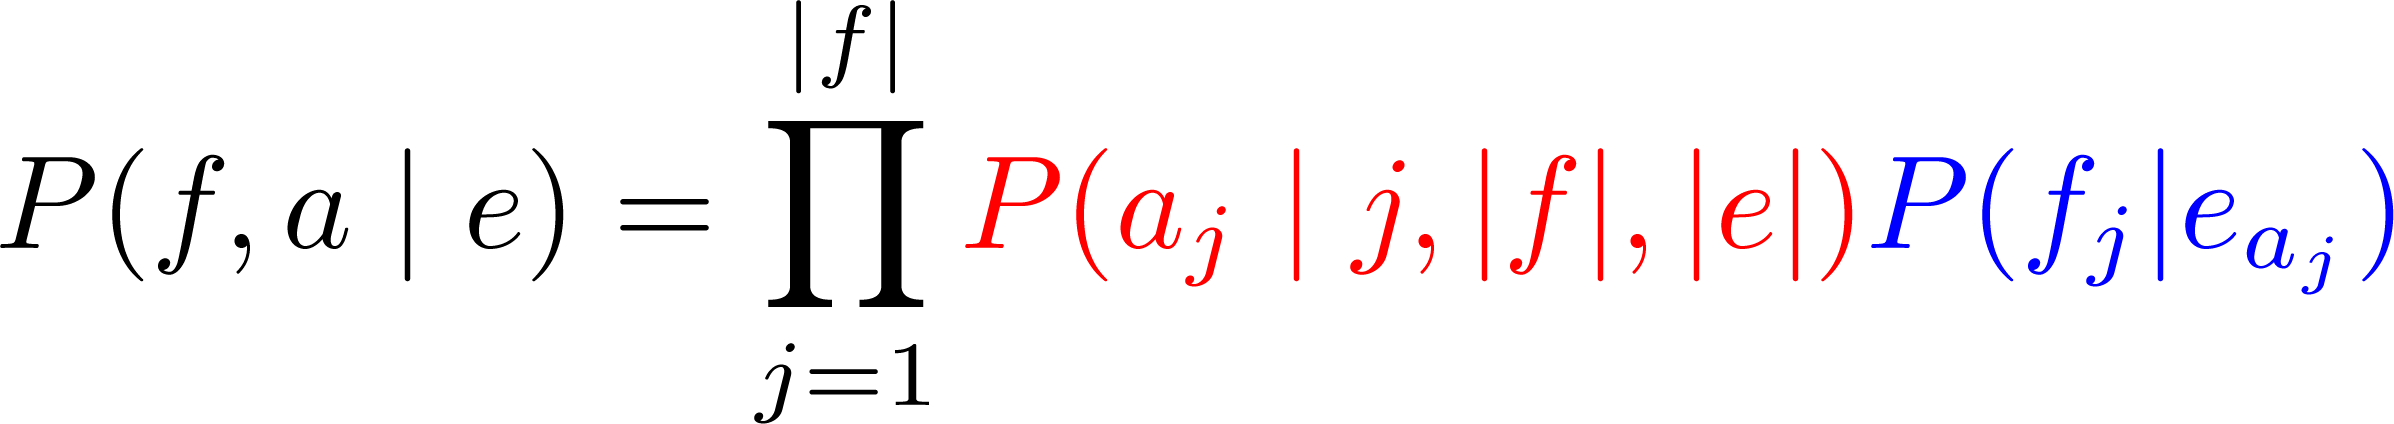 P(f, a | e) = ∏_{j=1}^{|f|} P(a_j | j, |f|, |e|)P(f_j|e_{a_j})